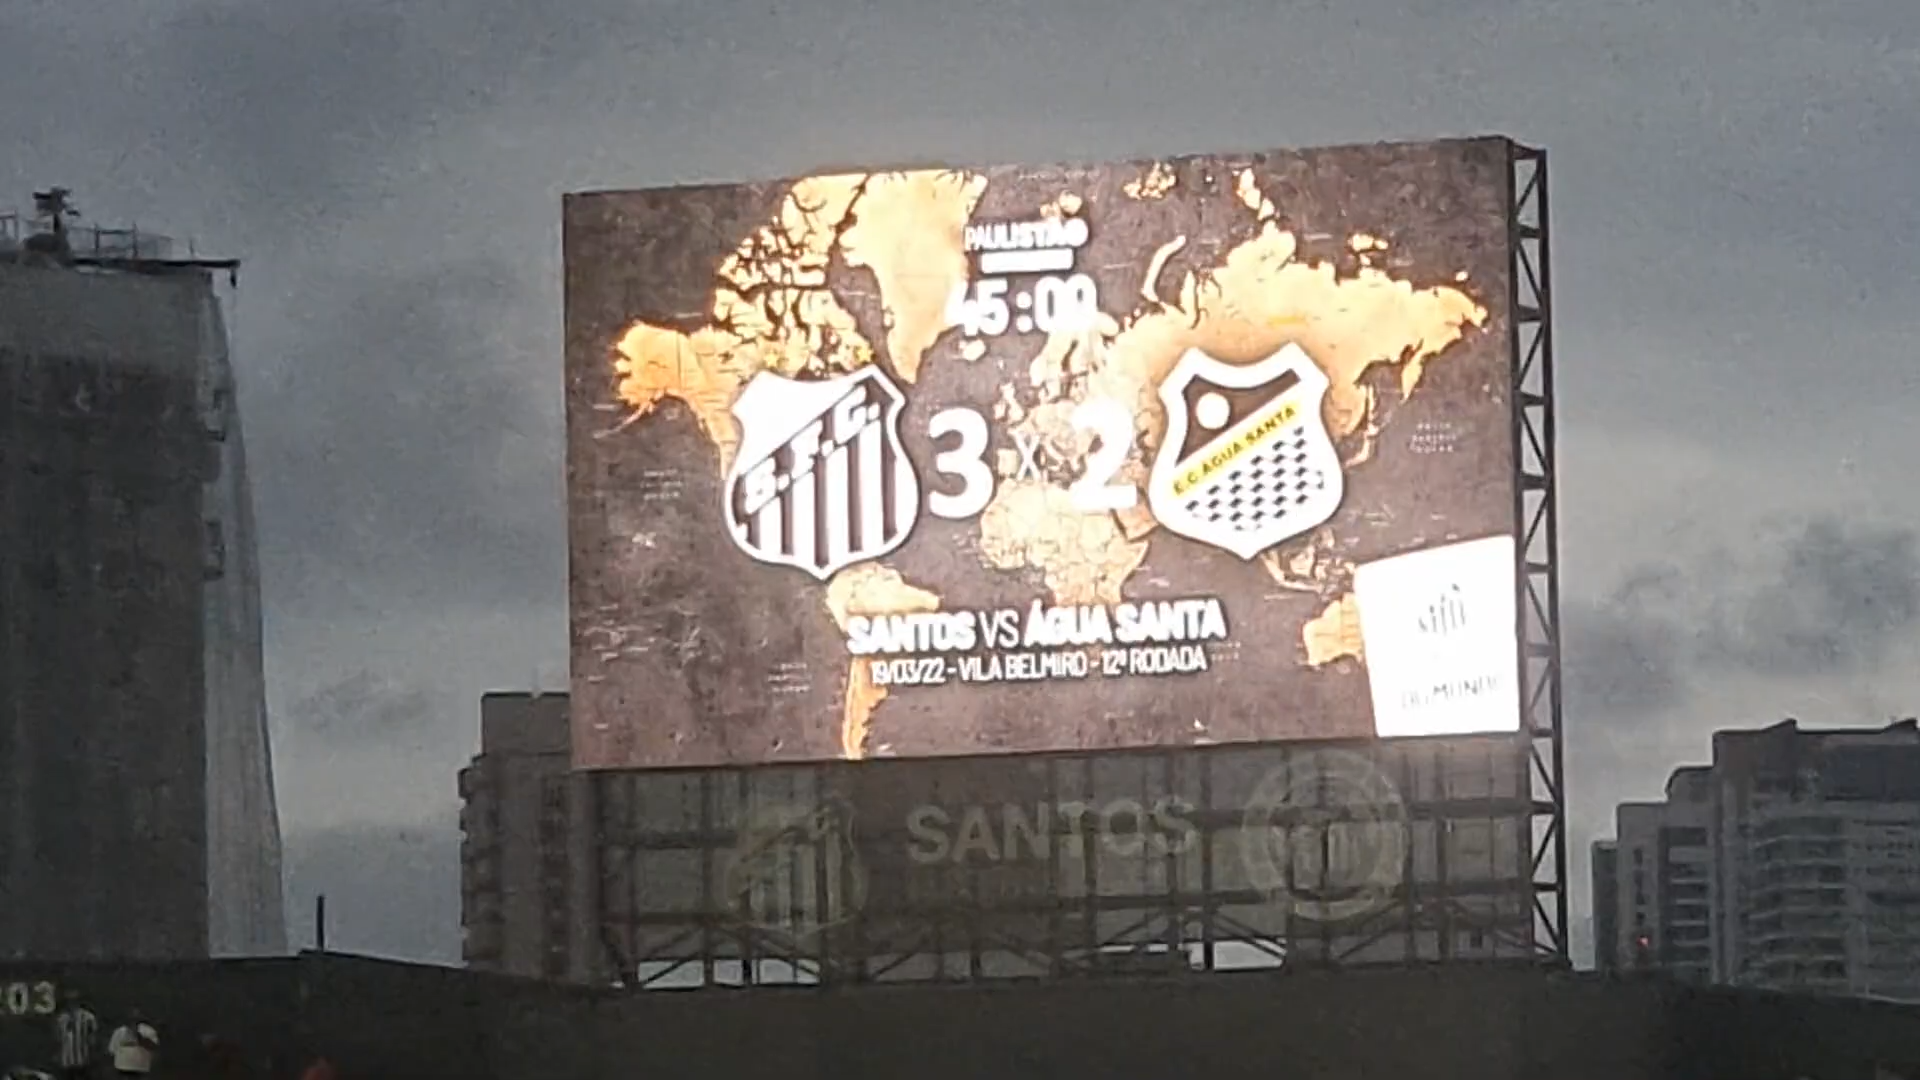 PAULISTÃO
45:00
S.F.C.
3 X 2
E.C. ÁGUA SANTA
SANTOS VS ÁGUA SANTA
19/03/22 - VILA BELMIRO - 12ª RODADA
SANTOS
203